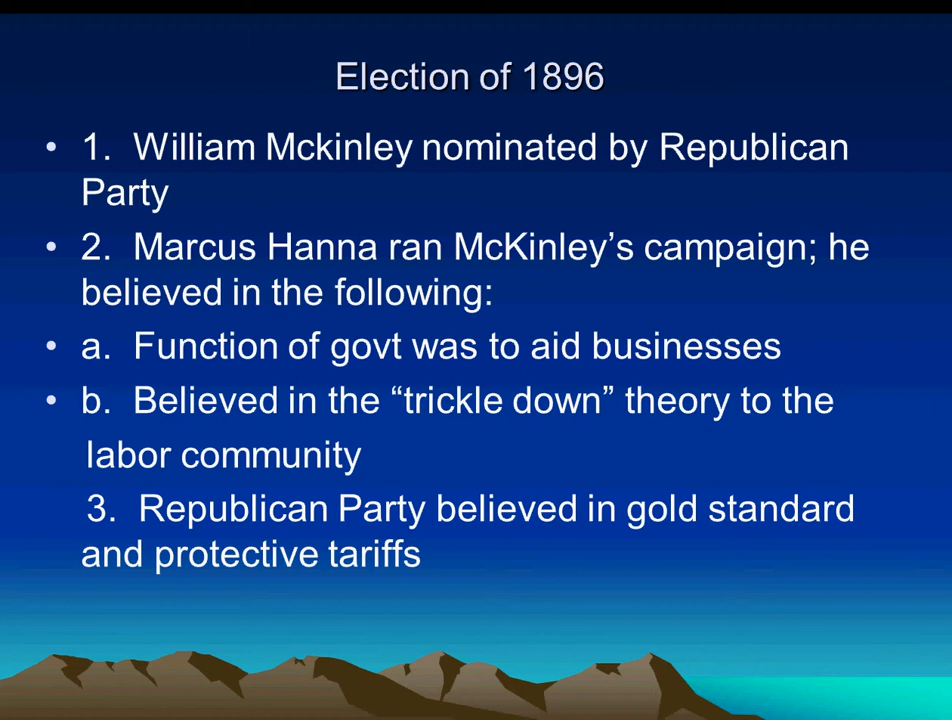 Election of 1896
• 1. William Mckinley nominated by Republican
Party
• 2. Marcus Hanna ran McKinley’s campaign; he
believed in the following:
• a. Function of govt was to aid businesses
• b. Believed in the “trickle down” theory to the
labor community
3. Republican Party believed in gold standard
and protective tariffs